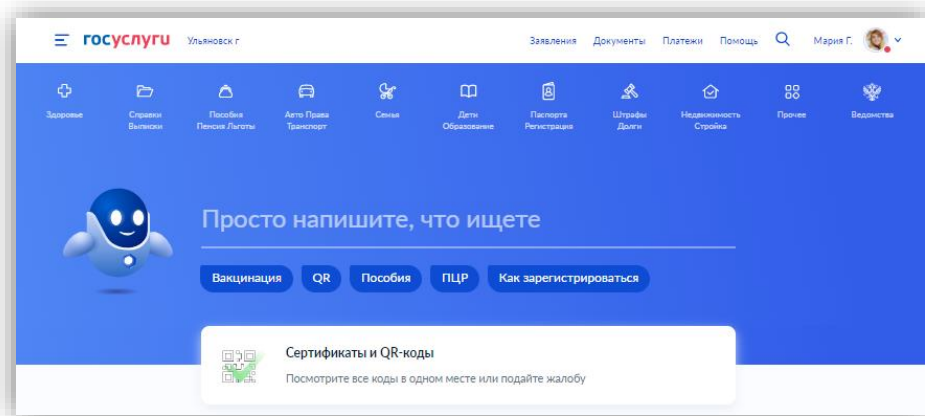 госуслуги Ульяновск г Заявления Документы Платежи Помощь Мария Г.
Здоровье Справки Пособия Авто Права Семья Дети Паспорта Штрафы Недвижимость Прочее Ведомства
Выписки Пенсия Льготы Транспорт Образование Регистрация Долги Стройка
Просто напишите, что ищете
Вакцинация QR Пособия ПЦР Как зарегистрироваться
Сертификаты и QR-коды
Посмотрите все коды в одном месте или подайте жалобу